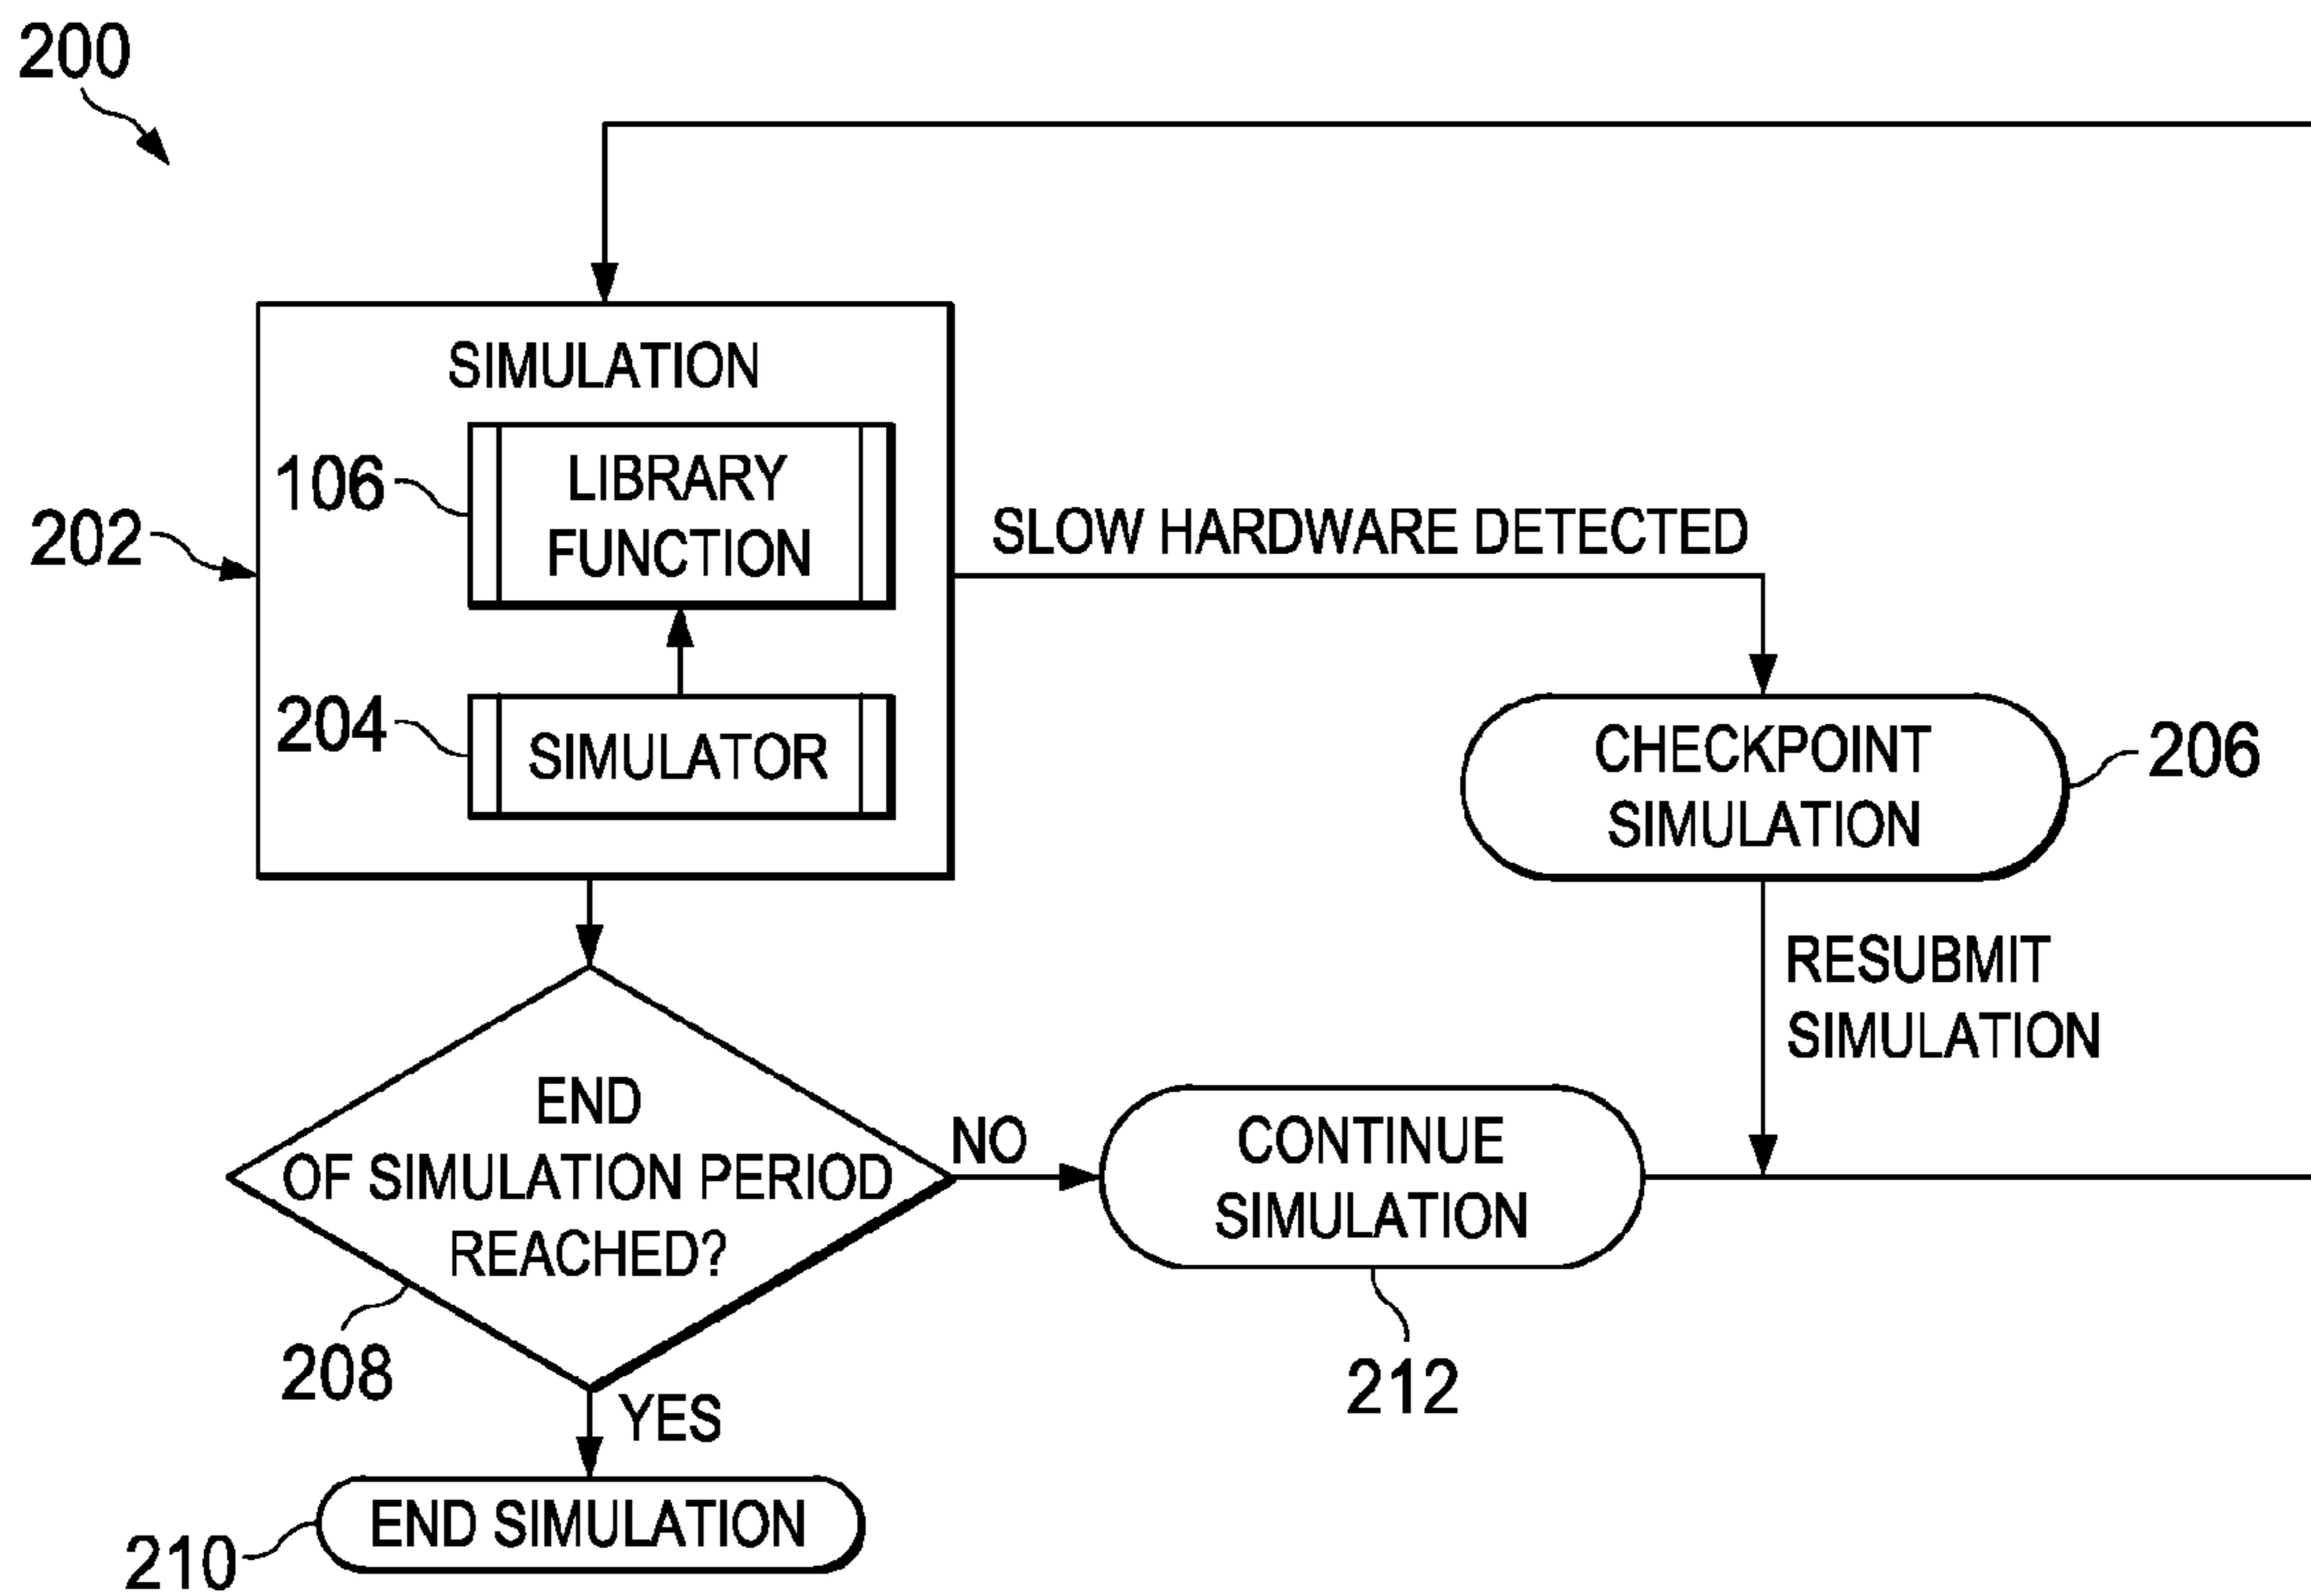 200
SIMULATION
106
LIBRARY
FUNCTION
202
SLOW HARDWARE DETECTED
204
SIMULATOR
CHECKPOINT
SIMULATION
206
RESUBMIT
SIMULATION
END
OF SIMULATION PERIOD
REACHED?
NO
CONTINUE
SIMULATION
208
212
YES
END SIMULATION
210